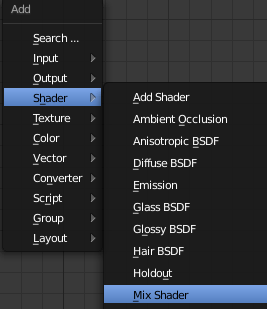 Add
Search ...
Input
Output
Shader
Texture
Color
Vector
Converter
Script
Group
Layout
Add Shader
Ambient Occlusion
Anisotropic BSDF
Diffuse BSDF
Emission
Glass BSDF
Glossy BSDF
Hair BSDF
Holdout
Mix Shader